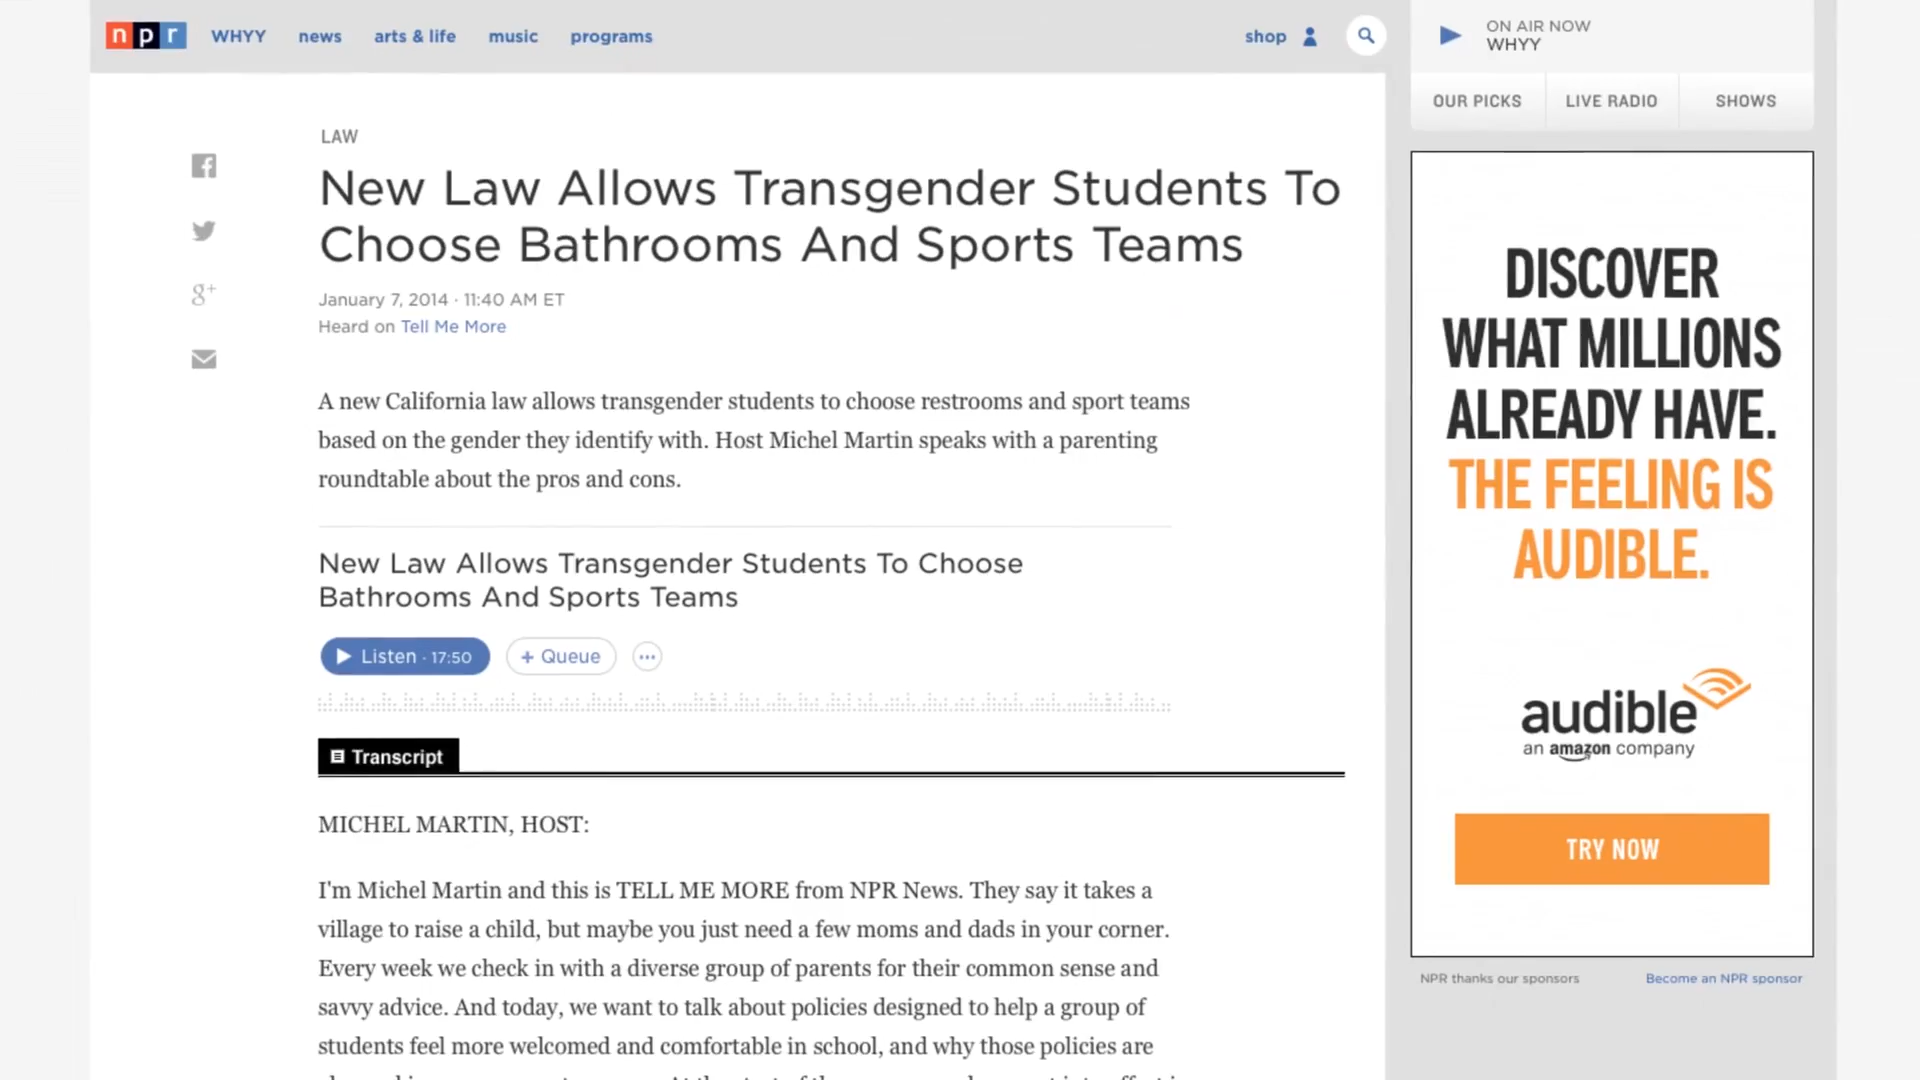 npr WHYY news arts & life music programs shop
ON AIR NOW
WHYY
OUR PICKS LIVE RADIO SHOWS
LAW
New Law Allows Transgender Students To
Choose Bathrooms And Sports Teams
January 7, 2014 · 11:40 AM ET
Heard on Tell Me More
g+
A new California law allows transgender students to choose restrooms and sport teams
based on the gender they identify with. Host Michel Martin speaks with a parenting
roundtable about the pros and cons.
New Law Allows Transgender Students To Choose
Bathrooms And Sports Teams
Listen · 17:50 + Queue
Transcript
MICHEL MARTIN, HOST:
I'm Michel Martin and this is TELL ME MORE from NPR News. They say it takes a
village to raise a child, but maybe you just need a few moms and dads in your corner.
Every week we check in with a diverse group of parents for their common sense and
savvy advice. And today, we want to talk about policies designed to help a group of
students feel more welcomed and comfortable in school, and why those policies are
DISCOVER
WHAT MILLIONS
ALREADY HAVE.
THE FEELING IS
AUDIBLE.
audible
an amazon company
TRY NOW
NPR thanks our sponsors Become an NPR sponsor